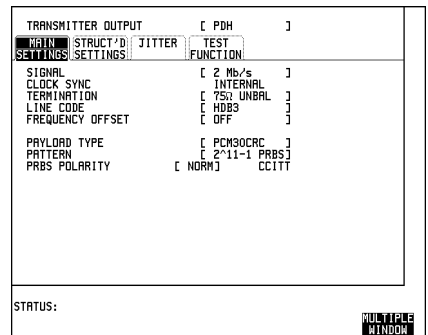 TRANSMITTER OUTPUT [ PDH ]
MAIN SETTINGS
STRUCT'D SETTINGS
JITTER
TEST FUNCTION
SIGNAL [ 2 Mb/s ]
CLOCK SYNC INTERNAL
TERMINATION [ 75Ω UNBAL ]
LINE CODE [ HDB3 ]
FREQUENCY OFFSET [ OFF ]
PAYLOAD TYPE [ PCM30CRC ]
PATTERN [ 2^11-1 PRBS]
PRBS POLARITY [ NORM] CCITT
STATUS:
MULTIPLE
WINDOW